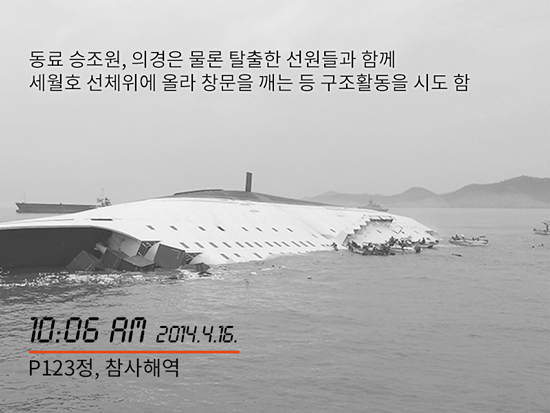 동료 승조원, 의경은 물론 탈출한 선원들과 함께
세월호 선체위에 올라 창문을 깨는 등 구조활동을 시도 함
10:06 AM 2014.4.16.
P123정, 참사해역